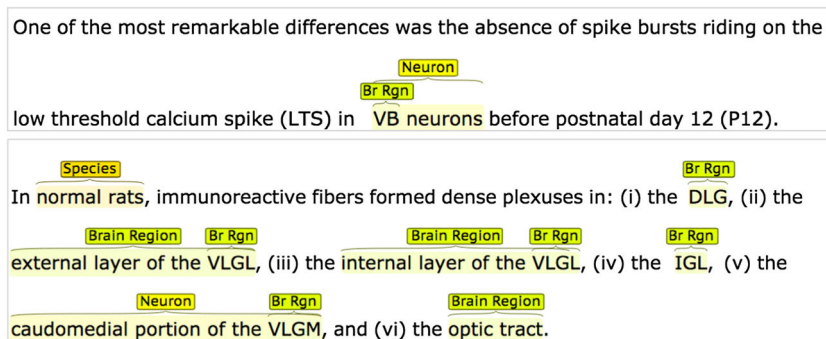 One of the most remarkable differences was the absence of spike bursts riding on the
Neuron
Br Rgn
low threshold calcium spike (LTS) in VB neurons before postnatal day 12 (P12).
Species Br Rgn
In normal rats, immunoreactive fibers formed dense plexuses in: (i) the DLG, (ii) the
Brain Region Br Rgn Brain Region Br Rgn Br Rgn
external layer of the VLGL, (iii) the internal layer of the VLGL, (iv) the IGL, (v) the
Neuron Br Rgn Brain Region
caudomedial portion of the VLGM, and (vi) the optic tract.